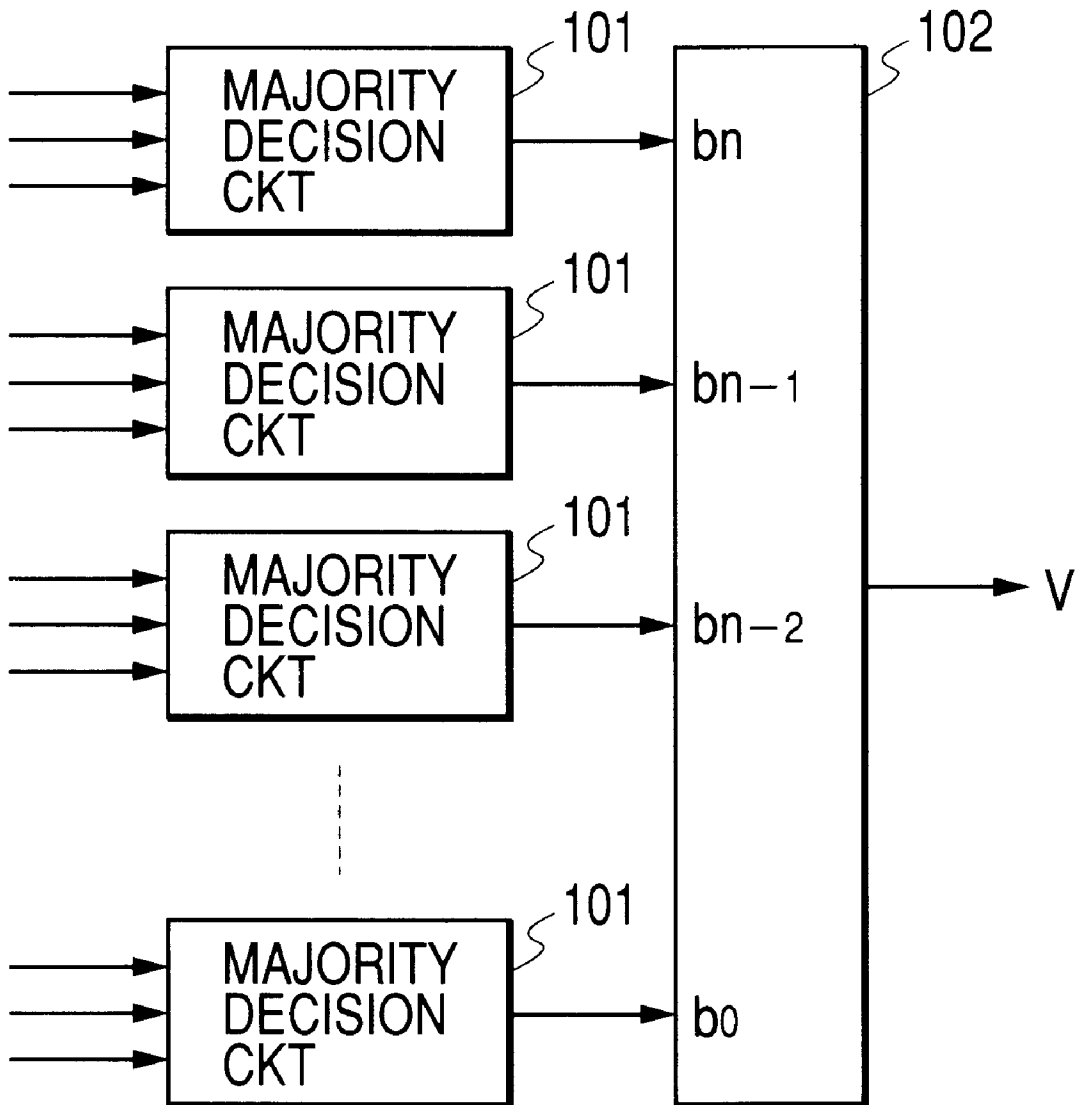 101
102
MAJORITY
DECISION
CKT
bn
101
MAJORITY
DECISION
CKT
bn-1
101
MAJORITY
DECISION
CKT
bn-2
V
101
MAJORITY
DECISION
CKT
b0